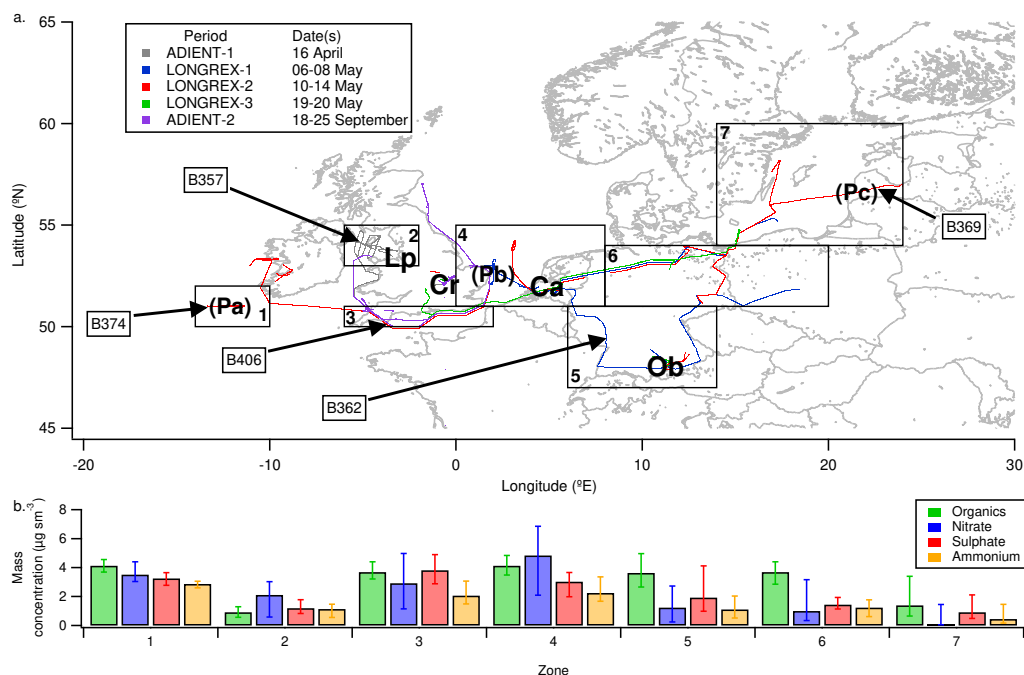 a.
65
60
55
50
45
Latitude (ºN)
Period Date(s)
ADIENT-1 16 April
LONGREX-1 06-08 May
LONGREX-2 10-14 May
LONGREX-3 19-20 May
ADIENT-2 18-25 September
7
B357
(Pc)
B369
2
4
Lp
6
(Pb)
Cr
Ca
(Pa)
1
B374
3
B406
Ob
5
B362
-20 -10 0 10 20 30
Longitude (ºE)
b.
8
6
4
2
0
Mass
concentration (µg sm-3)
Organics
Nitrate
Sulphate
Ammonium
1 2 3 4 5 6 7
Zone